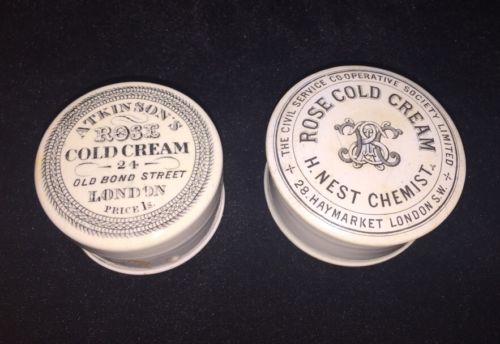 ATKINSON'S
ROSE
COLD CREAM
24
OLD BOND STREET
LONDON
PRICE 1s.
THE CIVIL SERVICE CO-OPERATIVE SOCIETY LIMITED
ROSE COLD CREAM
H. NEST CHEMIST.
28. HAYMARKET LONDON S.W.